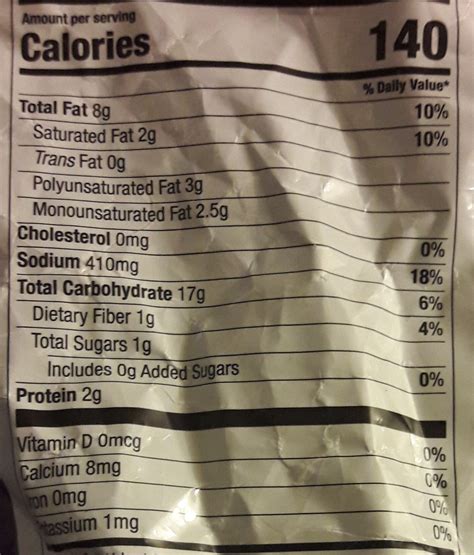 Amount per serving
Calories 140
% Daily Value*
Total Fat 8g 10%
Saturated Fat 2g 10%
Trans Fat 0g
Polyunsaturated Fat 3g
Monounsaturated Fat 2.5g
Cholesterol 0mg 0%
Sodium 410mg 18%
Total Carbohydrate 17g 6%
Dietary Fiber 1g 4%
Total Sugars 1g
Includes 0g Added Sugars 0%
Protein 2g
Vitamin D 0mcg 0%
Calcium 8mg 0%
ron 0mg 0%
tassium 1mg 0%